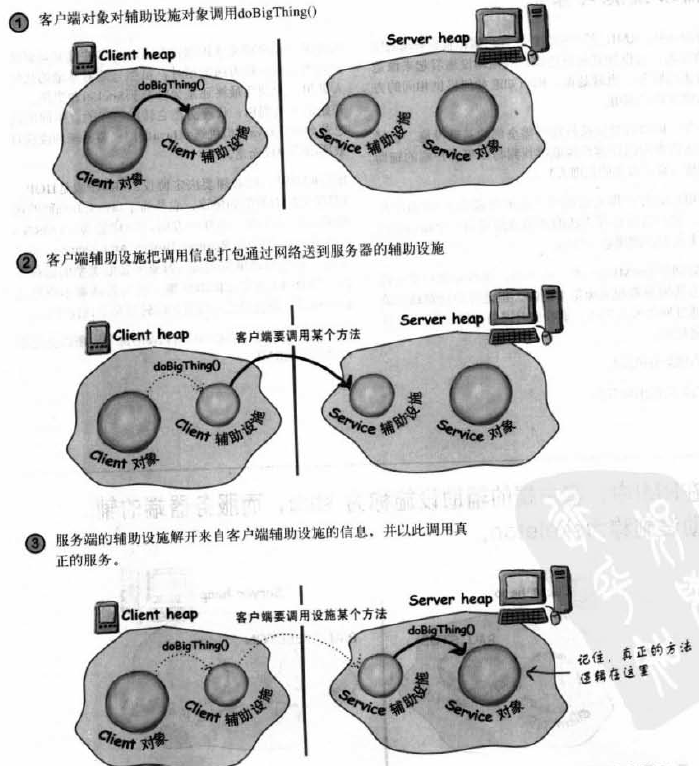 1 客户端对象对辅助设施对象调用doBigThing()
Client heap
Server heap
doBigThing()
Client 对象
Client 辅助设施
Service 辅助设施
Service 对象
2 客户端辅助设施把调用信息打包通过网络送到服务器的辅助设施
Client heap
客户端要调用某个方法
Server heap
doBigThing()
Client 对象
Client 辅助设施
Service 辅助设施
Service 对象
3 服务端的辅助设施解开来自客户端辅助设施的信息，并以此调用真
正的服务。
Client heap
客户端要调用设施某个方法
Server heap
doBigThing()
doBigThing()
Client 对象
Client 辅助设施
Service 辅助设施
Service 对象
记住，真正的方法
逻辑在这里